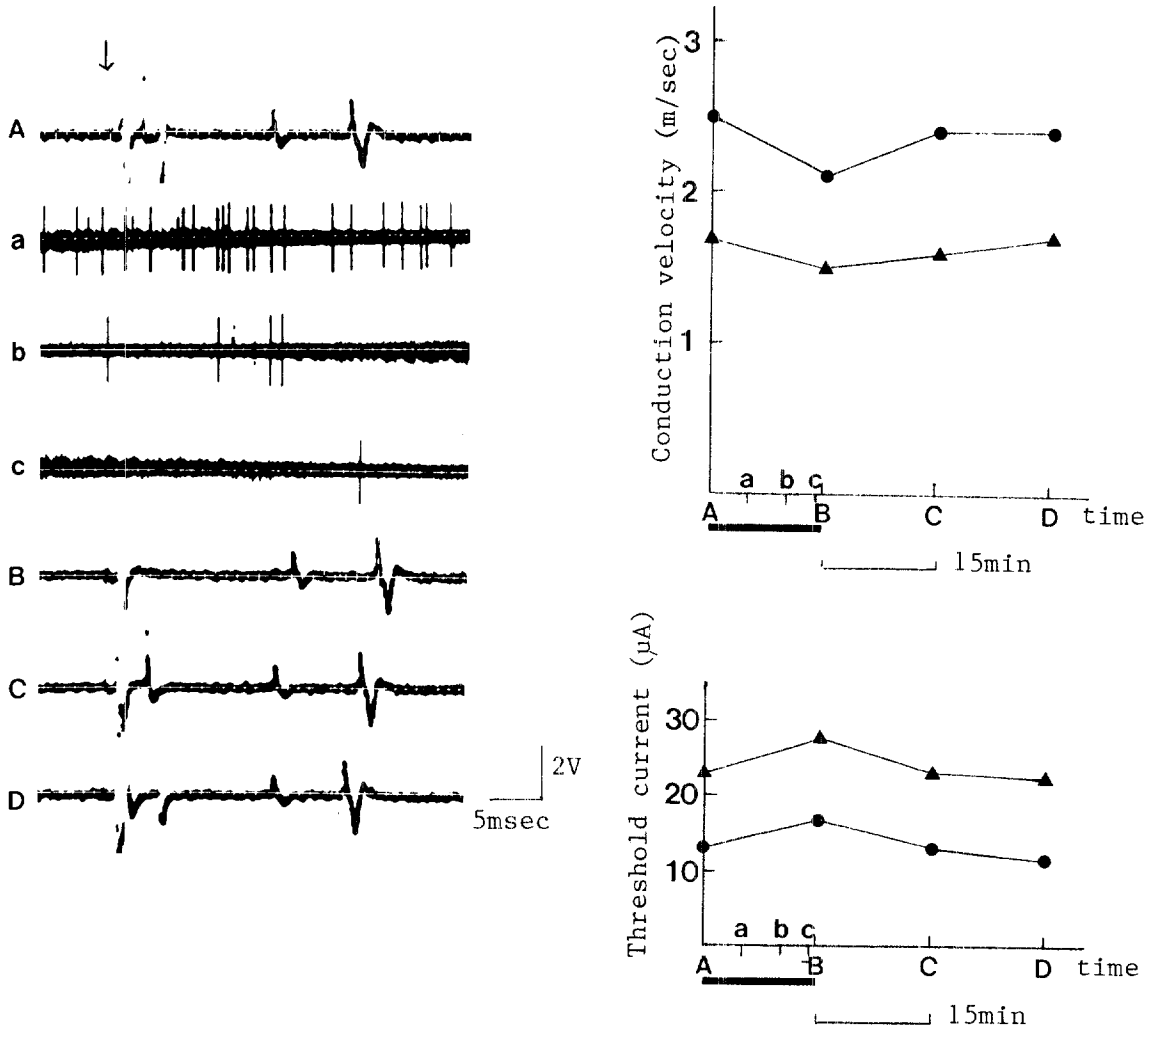 A
a
b
c
B
C
D
2V
5msec
Conduction velocity (m/sec)
3
2
1
a b c
A B C D time
15min
Threshold current (μA)
30
20
10
a b c
A B C D time
15min